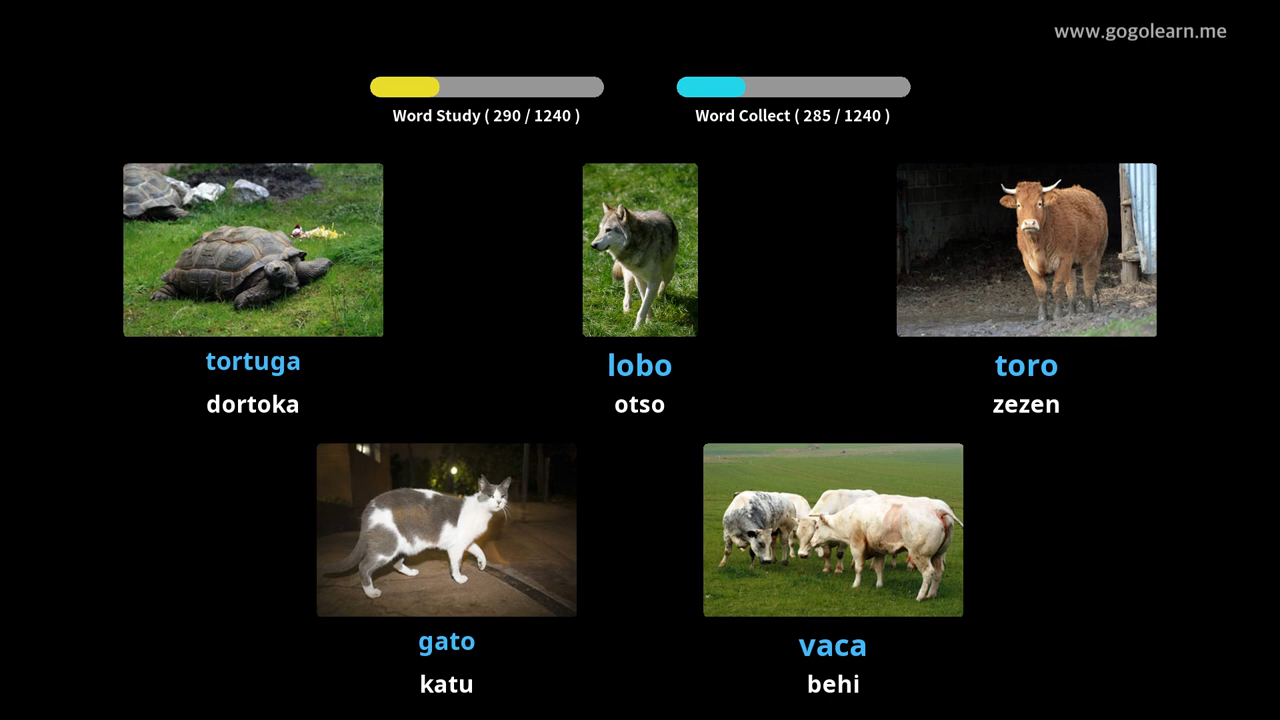 www.gogolearn.me
Word Study ( 290 / 1240 )
Word Collect ( 285 / 1240 )
tortuga
dortoka
lobo
otso
toro
zezen
gato
katu
vaca
behi